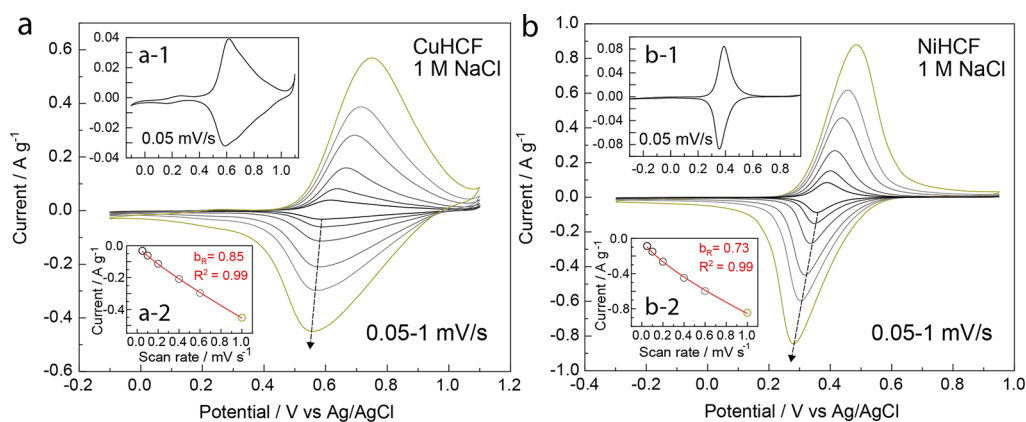 a
CuHCF
1 M NaCl
a-1
0.05 mV/s
0.04
0.02
0.00
-0.02
-0.04
0.0 0.2 0.4 0.6 0.8 1.0
0.6
0.4
0.2
0.0
-0.2
-0.4
-0.6
Current / A g⁻¹
a-2
bR= 0.85
R² = 0.99
0.0
-0.2
-0.4
Current / A g⁻¹
0.0 0.2 0.4 0.6 0.8 1.0
Scan rate / mV s⁻¹
0.05-1 mV/s
-0.2 0.0 0.2 0.4 0.6 0.8 1.0 1.2
Potential / V vs Ag/AgCl
b
NiHCF
1 M NaCl
b-1
0.05 mV/s
0.08
0.04
0.00
-0.04
-0.08
-0.2 0.0 0.2 0.4 0.6 0.8
1.0
0.8
0.6
0.4
0.2
0.0
-0.2
-0.4
-0.6
-0.8
-1.0
Current / A g⁻¹
b-2
bR= 0.73
R² = 0.99
0.0
-0.4
-0.8
Current / A g⁻¹
0.0 0.2 0.4 0.6 0.8 1.0
Scan rate / mV s⁻¹
0.05-1 mV/s
-0.4 -0.2 0.0 0.2 0.4 0.6 0.8 1.0
Potential / V vs Ag/AgCl